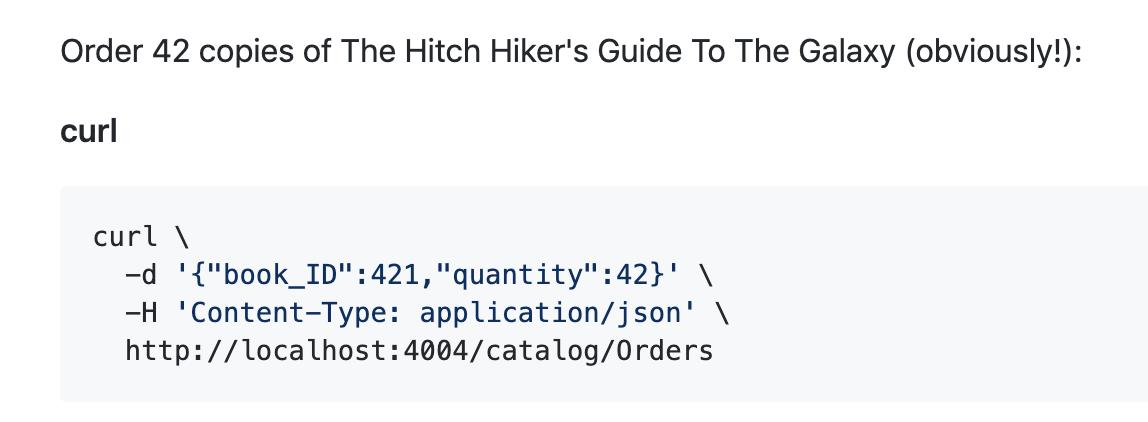 Order 42 copies of The Hitch Hiker's Guide To The Galaxy (obviously!):
curl
curl \
-d '{"book_ID":421,"quantity":42}' \
-H 'Content-Type: application/json' \
http://localhost:4004/catalog/Orders